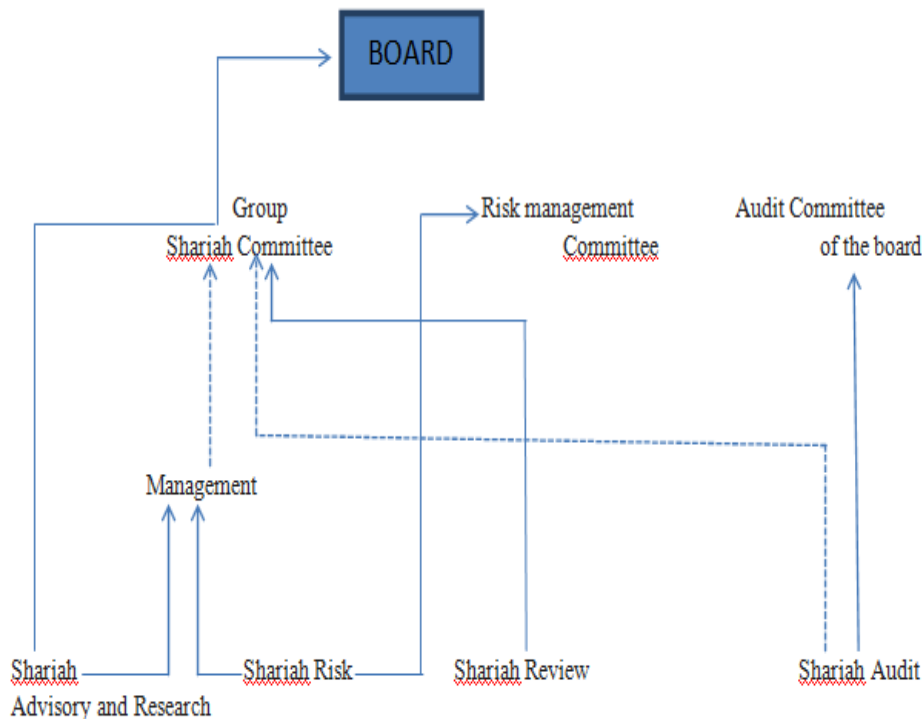 BOARD
Group
Shariah Committee
Risk management
Committee
Audit Committee
of the board
Management
Shariah
Advisory and Research
Shariah Risk
Shariah Review
Shariah Audit